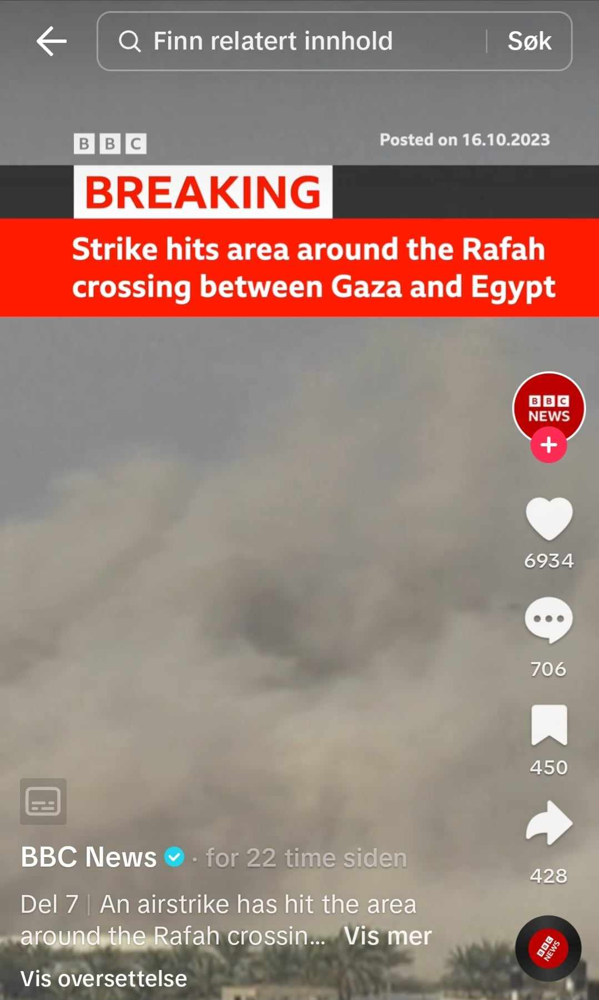 Finn relatert innhold
Søk
BBC
Posted on 16.10.2023
BREAKING
Strike hits area around the Rafah
crossing between Gaza and Egypt
BBC
NEWS
6934
706
450
428
BBC News · for 22 time siden
Del 7 | An airstrike has hit the area
around the Rafah crossin... Vis mer
BBC
NEWS
Vis oversettelse